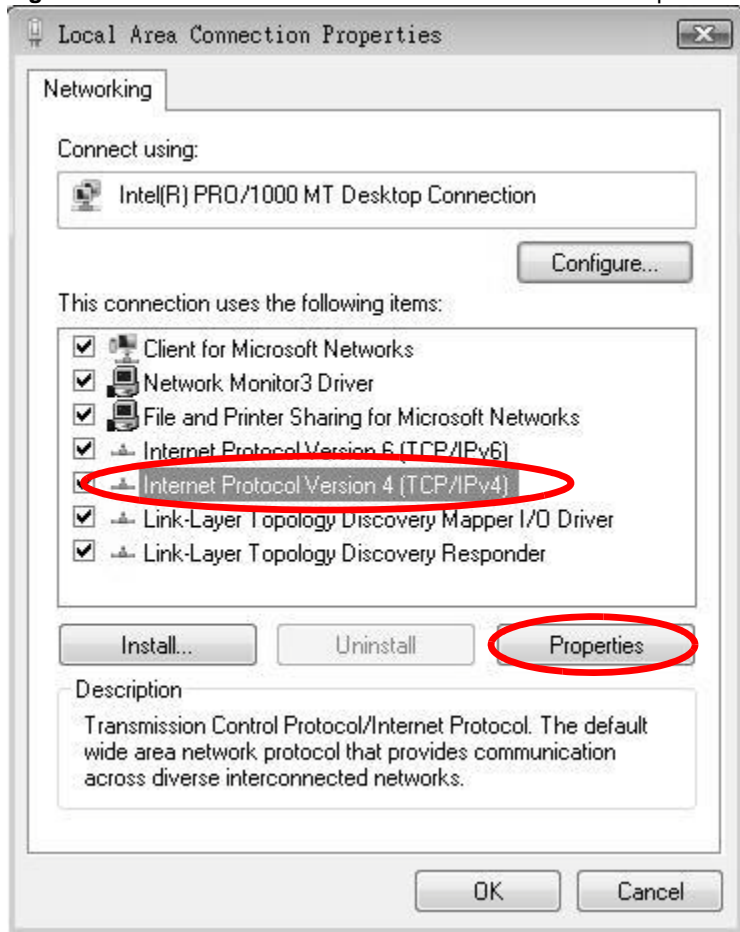 Local Area Connection Properties
Networking
Connect using:
Intel(R) PRO/1000 MT Desktop Connection
Configure...
This connection uses the following items:
Client for Microsoft Networks
Network Monitor3 Driver
File and Printer Sharing for Microsoft Networks
Internet Protocol Version 6 (TCP/IPv6)
Internet Protocol Version 4 (TCP/IPv4)
Link-Layer Topology Discovery Mapper I/O Driver
Link-Layer Topology Discovery Responder
Install...
Uninstall
Properties
Description
Transmission Control Protocol/Internet Protocol. The default
wide area network protocol that provides communication
across diverse interconnected networks.
OK
Cancel